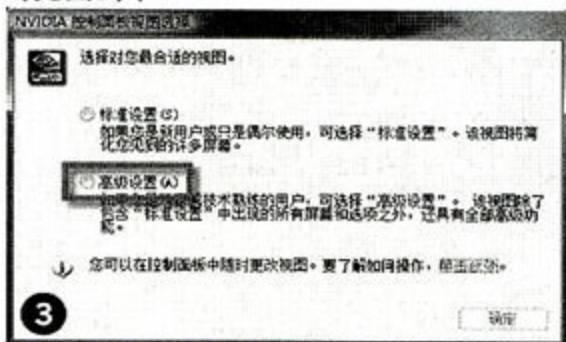 NVIDIA 控制面板视图选项
选择对您最合适的视图。
标准设置(S)
如果您是新用户或只是偶尔使用，可选择“标准设置”。该视图将简
化您见到的许多屏幕。
高级设置(A)
技术熟练的用户，可选择“高级设置”。 该视图除了
包含“标准设置”中出现的所有屏幕和选项之外，还具有全部高级功
能。
您可以在控制面板中随时更改视图。要了解如何操作，单击此处。
3
确定